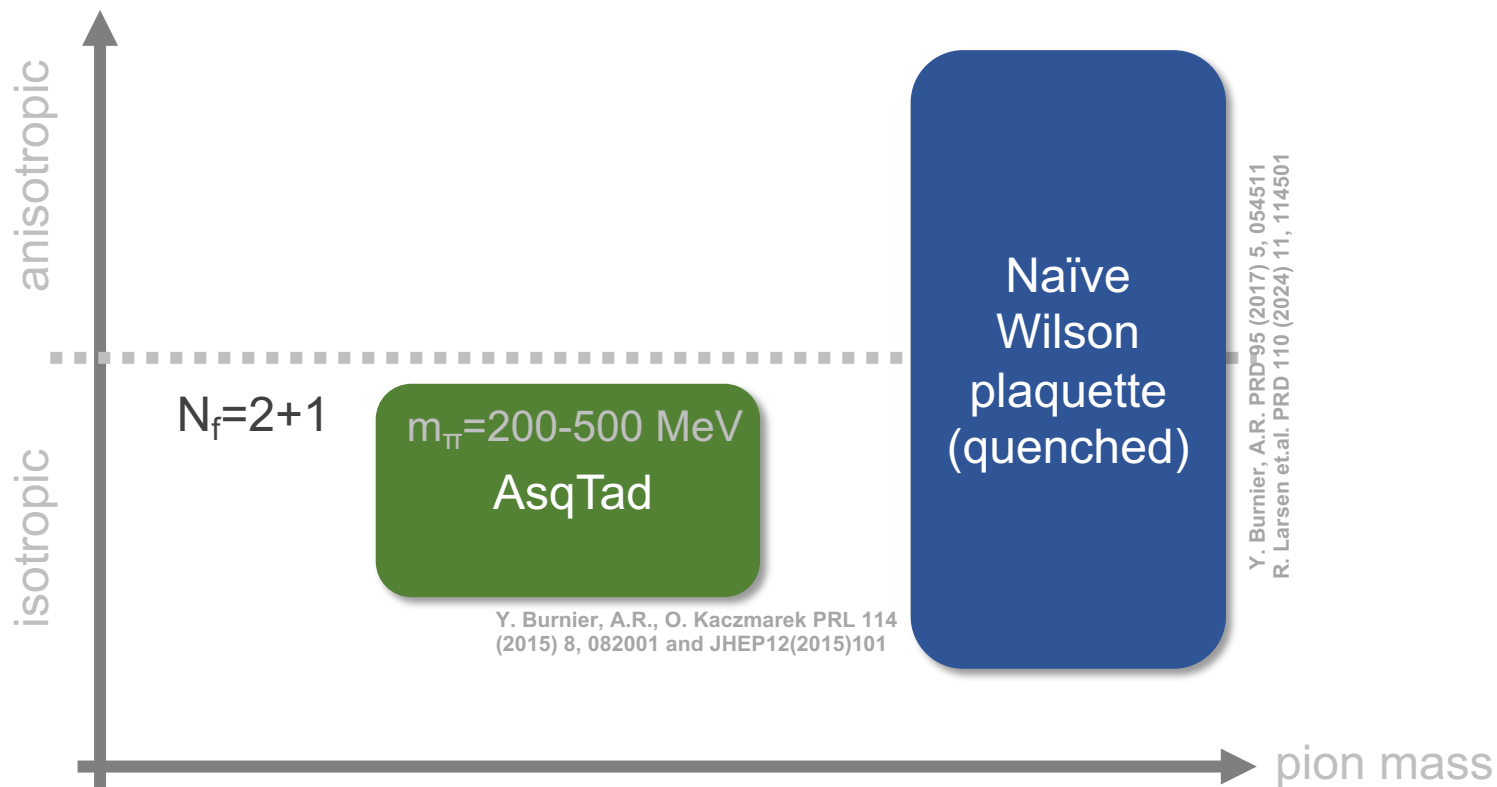 anisotropic
isotropic
N_f=2+1
m_π=200-500 MeV
AsqTad
Y. Burnier, A.R., O. Kaczmarek PRL 114
(2015) 8, 082001 and JHEP12(2015)101
Naïve
Wilson
plaquette
(quenched)
Y. Burnier, A.R. PRD 95 (2017) 5, 054511
R. Larsen et.al. PRD 110 (2024) 11, 114501
pion mass